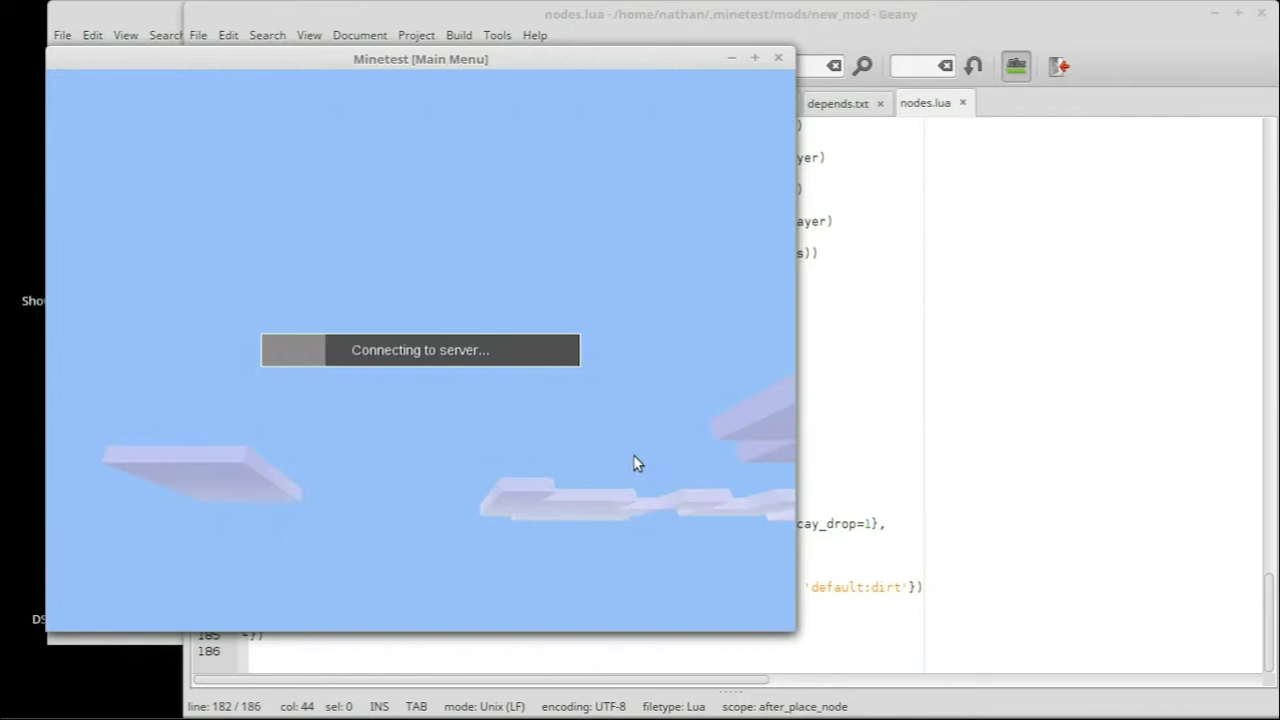 nodes.lua - /home/nathan/.minetest/mods/new_mod - Geany
File Edit View Search
File Edit Search View Document Project Build Tools Help
Minetest [Main Menu]
depends.txt
nodes.lua
)
yer)
)
ayer)
s))
Sho
Connecting to server...
cay_drop=1},
'default:dirt'})
DS
185 })
186
line: 182 / 186 col: 44 sel: 0 INS TAB mode: Unix (LF) encoding: UTF-8 filetype: Lua scope: after_place_node